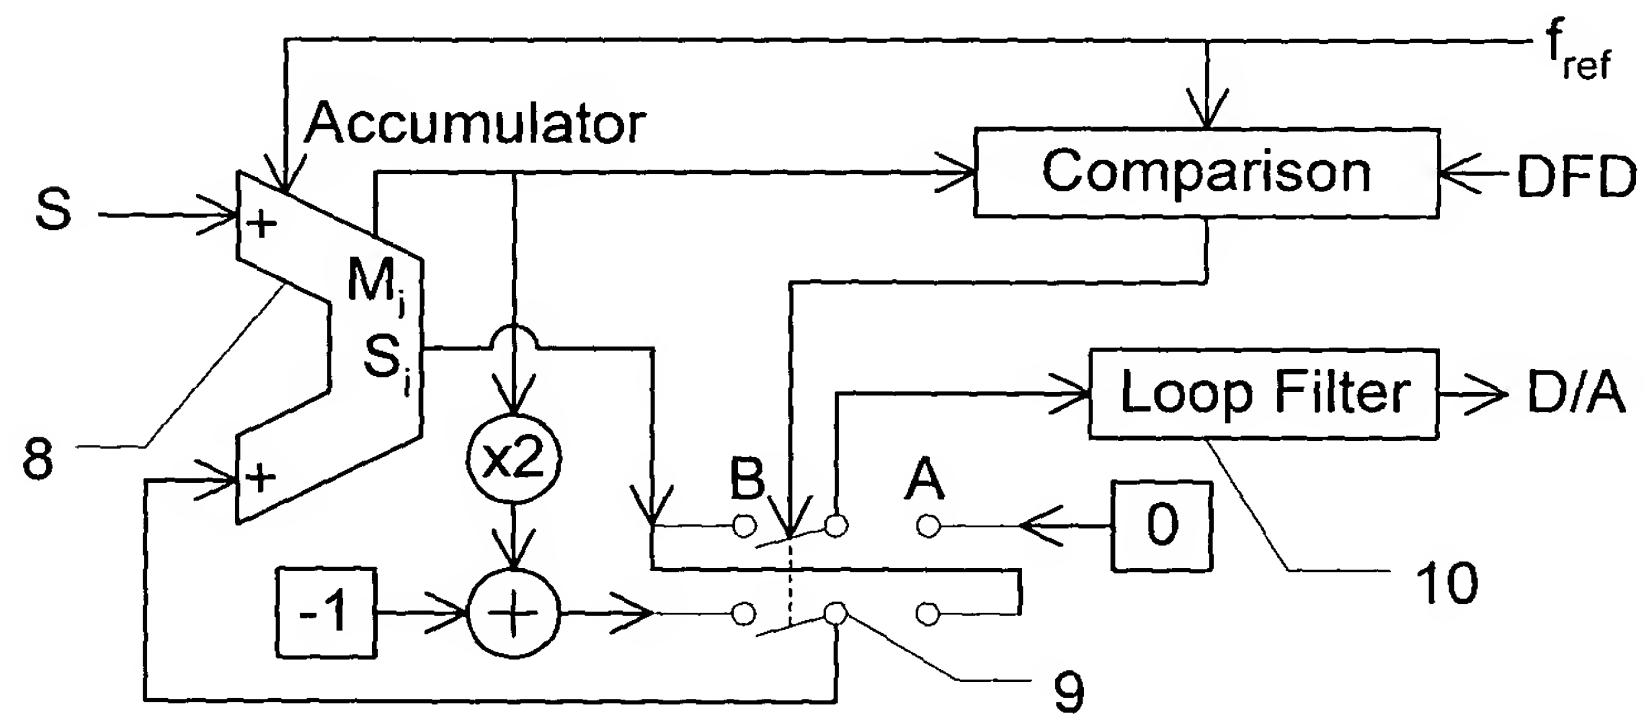 f_ref
Accumulator
S
+
Comparison
DFD
M_j
S_i
8
+
x2
Loop Filter
D/A
B
A
0
10
-1
+
9